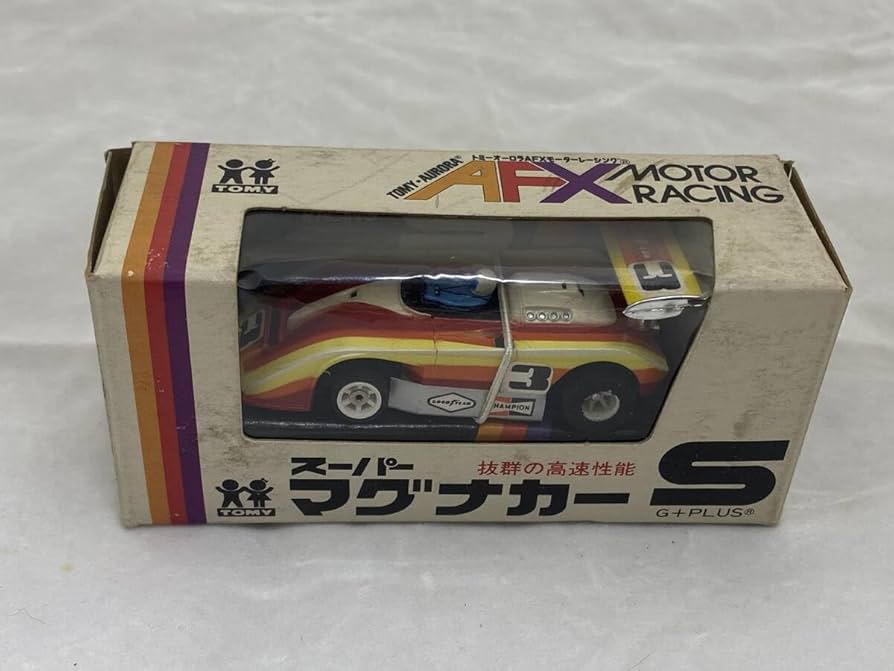 TOMY
トミーオーロラAFXモーターレーシング®
TOMY・AURORA®
AFX
MOTOR
RACING
3
3
3
GOODYEAR
CHAMPION
スーパー
抜群の高速性能
マグナカー S
TOMY
G+PLUS®